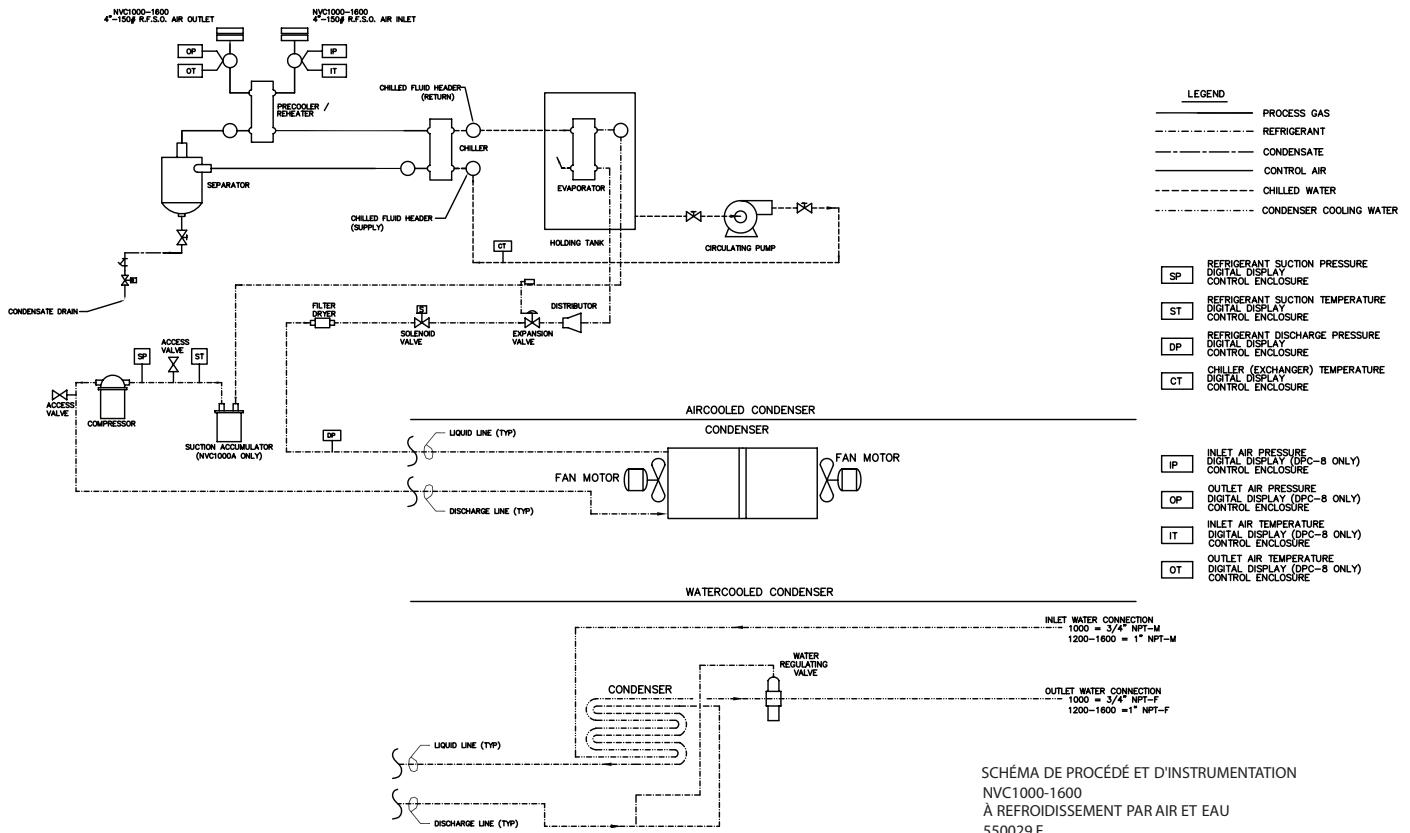 NVC1000-1600
4"-150# R.F.S.O. AIR OUTLET
NVC1000-1600
4"-150# R.F.S.O. AIR INLET
OP
OT
IP
IT
PRECOOLER /
REHEATER
CHILLED FLUID HEADER
(RETURN)
CHILLER
SEPARATOR
CHILLED FLUID HEADER
(SUPPLY)
EVAPORATOR
HOLDING TANK
CIRCULATING PUMP
CT
CONDENSATE DRAIN
FILTER
DRYER
S
SOLENOID
VALVE
EXPANSION
VALVE
DISTRIBUTOR
SP
ACCESS
VALVE
ST
ACCESS
VALVE
COMPRESSOR
SUCTION ACCUMULATOR
(NVC1000A ONLY)
DP
LEGEND
PROCESS GAS
REFRIGERANT
CONDENSATE
CONTROL AIR
CHILLED WATER
CONDENSER COOLING WATER
SP
REFRIGERANT SUCTION PRESSURE
DIGITAL DISPLAY
CONTROL ENCLOSURE
ST
REFRIGERANT SUCTION TEMPERATURE
DIGITAL DISPLAY
CONTROL ENCLOSURE
DP
REFRIGERANT DISCHARGE PRESSURE
DIGITAL DISPLAY
CONTROL ENCLOSURE
CT
CHILLER (EXCHANGER) TEMPERATURE
DIGITAL DISPLAY
CONTROL ENCLOSURE
IP
INLET AIR PRESSURE
DIGITAL DISPLAY (DPC-8 ONLY)
CONTROL ENCLOSURE
OP
OUTLET AIR PRESSURE
DIGITAL DISPLAY (DPC-8 ONLY)
CONTROL ENCLOSURE
IT
INLET AIR TEMPERATURE
DIGITAL DISPLAY (DPC-8 ONLY)
CONTROL ENCLOSURE
OT
OUTLET AIR TEMPERATURE
DIGITAL DISPLAY (DPC-8 ONLY)
CONTROL ENCLOSURE
AIRCOOLED CONDENSER
LIQUID LINE (TYP)
CONDENSER
FAN MOTOR
FAN MOTOR
DISCHARGE LINE (TYP)
WATERCOOLED CONDENSER
INLET WATER CONNECTION
1000 = 3/4" NPT-M
1200-1600 = 1" NPT-M
WATER
REGULATING
VALVE
CONDENSER
OUTLET WATER CONNECTION
1000 = 3/4" NPT-F
1200-1600 =1" NPT-F
LIQUID LINE (TYP)
DISCHARGE LINE (TYP)
SCHÉMA DE PROCÉDÉ ET D'INSTRUMENTATION
NVC1000-1600
À REFROIDISSEMENT PAR AIR ET EAU
550029 F